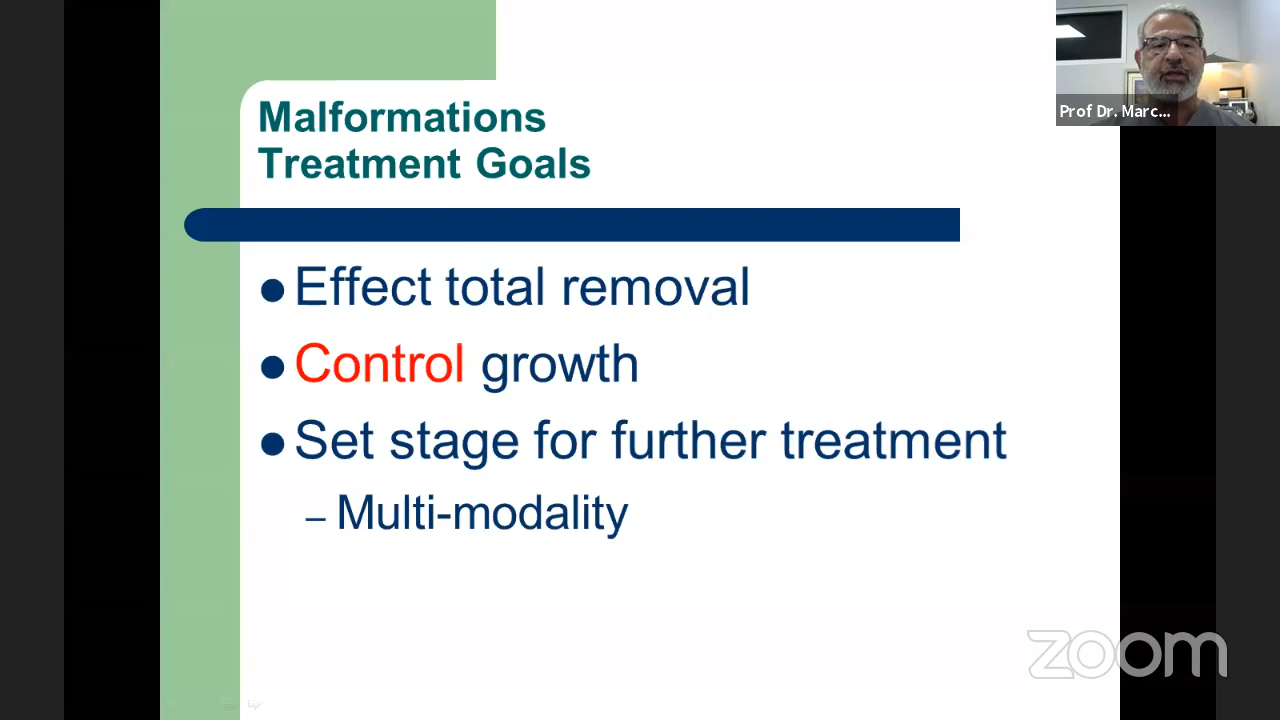 Malformations
Treatment Goals
Effect total removal
Control growth
Set stage for further treatment
– Multi-modality
Prof Dr. Marc...
zoom